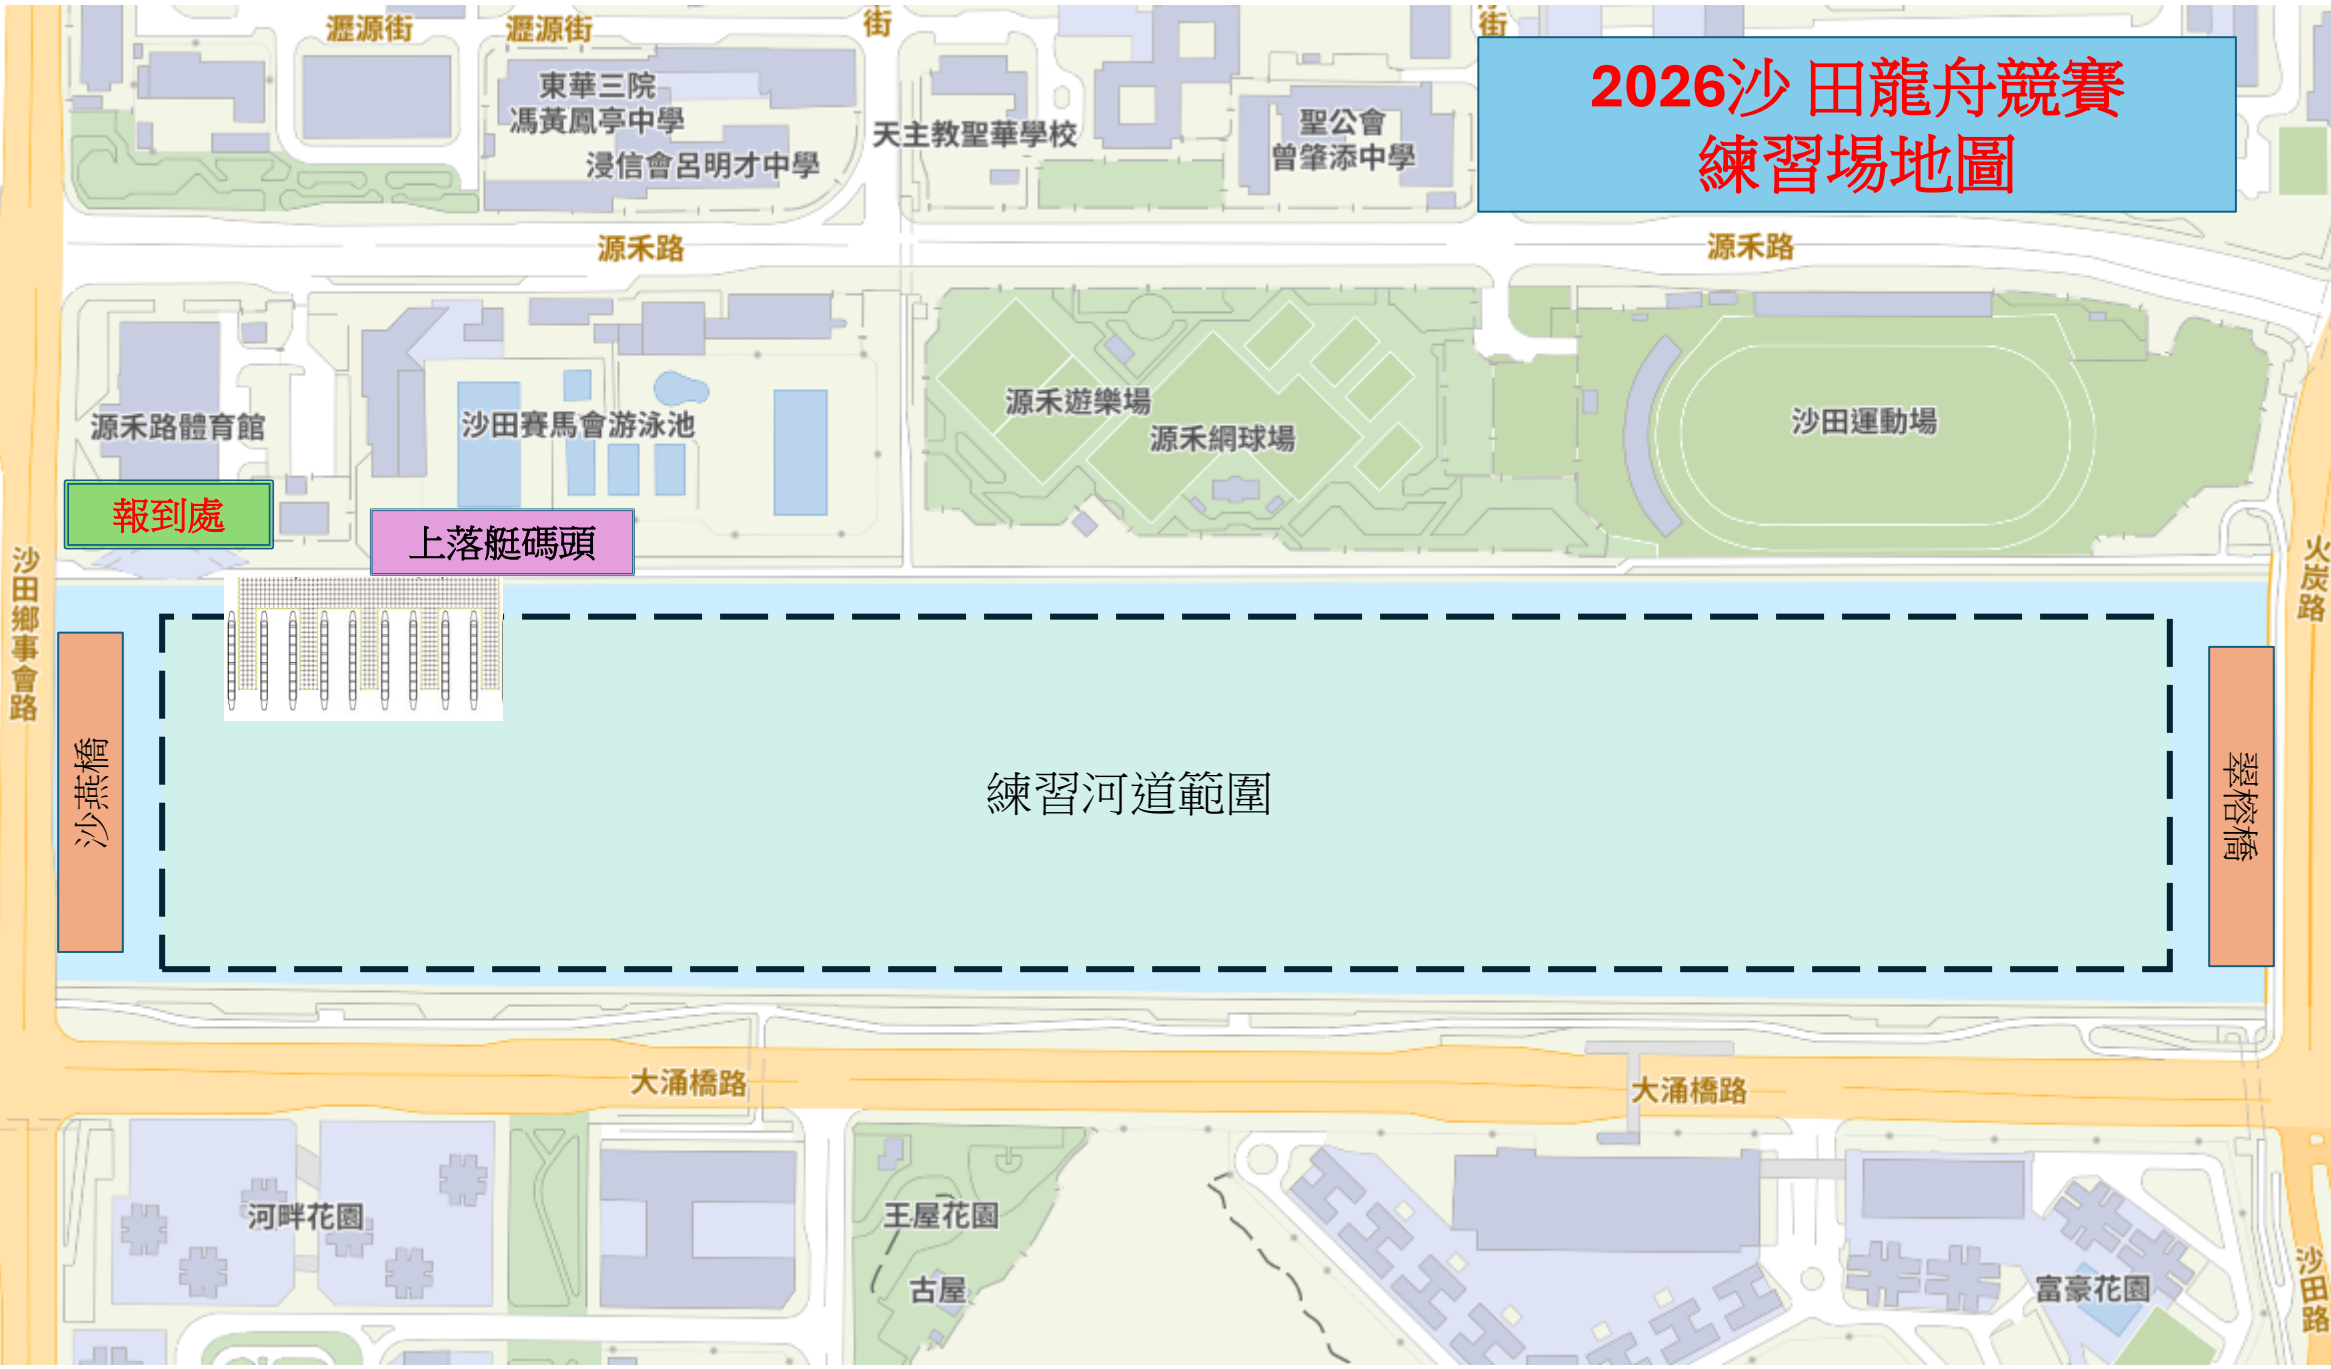 瀝源街
瀝源街
街
街
2026沙 田龍舟競賽
練習場地圖
東華三院
馮黃鳳亭中學
浸信會呂明才中學
天主教聖華學校
聖公會
曾肇添中學
源禾路
源禾路
源禾路體育館
沙田賽馬會游泳池
源禾遊樂場
源禾網球場
沙田運動場
報到處
上落艇碼頭
沙田鄉事會路
火炭路
沙燕橋
練習河道範圍
翠榕橋
大涌橋路
大涌橋路
河畔花園
王屋花園
古屋
富豪花園
沙田路